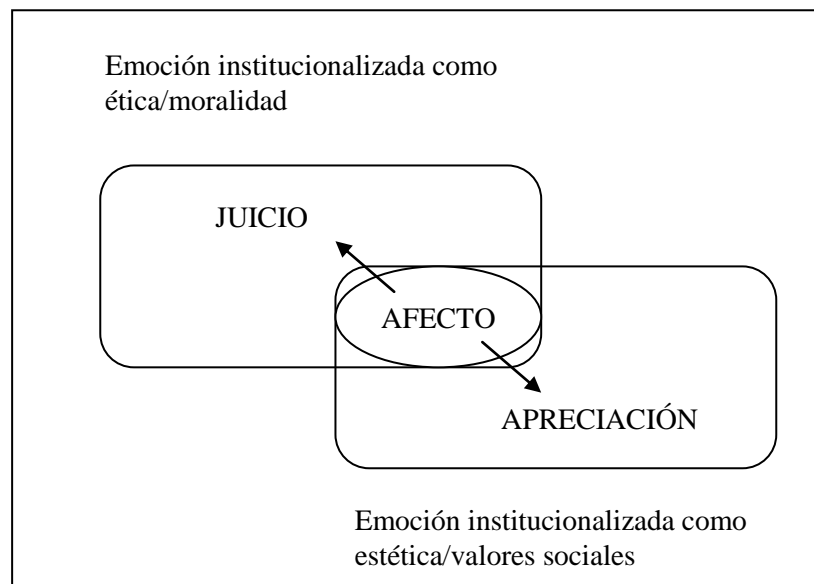 Emoción institucionalizada como
ética/moralidad
JUICIO
AFECTO
APRECIACIÓN
Emoción institucionalizada como
estética/valores sociales